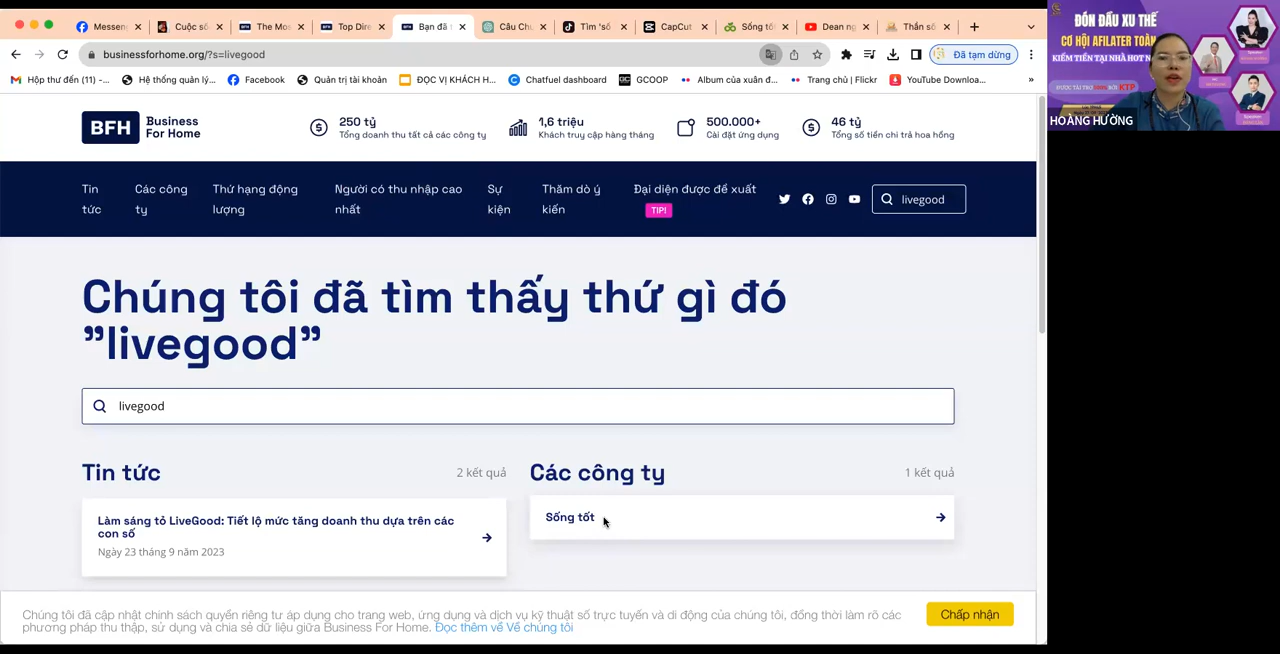 Messeng
Cuộc số
The Mos
Top Dire
Bạn đã t
Câu Chu
Tìm 'số
CapCut
Sống tố
Dean ng
Thần số
businessforhome.org/?s=livegood
Đã tạm dừng
Hộp thư đến (11) -...
Hệ thống quản lý...
Facebook
Quản trị tài khoản
ĐỌC VỊ KHÁCH H...
Chatfuel dashboard
GCOOP
Album của xuân đ...
Trang chủ | Flickr
YouTube Downloa...
»
BFH Business For Home
250 tỷ
Tổng doanh thu tất cả các công ty
1,6 triệu
Khách truy cập hàng tháng
500.000+
Cài đặt ứng dụng
46 tỷ
Tổng số tiền chi trả hoa hồng
Tin tức
Các công ty
Thứ hạng động lượng
Người có thu nhập cao nhất
Sự kiện
Thăm dò ý kiến
Đại diện được đề xuất
TIP!
livegood
Chúng tôi đã tìm thấy thứ gì đó
"livegood"
livegood
Tin tức
2 kết quả
Các công ty
1 kết quả
Làm sáng tỏ LiveGood: Tiết lộ mức tăng doanh thu dựa trên các
con số
Ngày 23 tháng 9 năm 2023
Sống tốt
Chúng tôi đã cập nhật chính sách quyền riêng tư áp dụng cho trang web, ứng dụng và dịch vụ kỹ thuật số trực tuyến và di động của chúng tôi, đồng thời làm rõ các
phương pháp thu thập, sử dụng và chia sẻ dữ liệu giữa Business For Home. Đọc thêm về Về chúng tôi
Chấp nhận
ĐÓN ĐẦU XU THẾ
CƠ HỘI AFILATER TOÀN
KIẾM TIỀN TẠI NHÀ HOT N
HOÀNG HƯỜNG